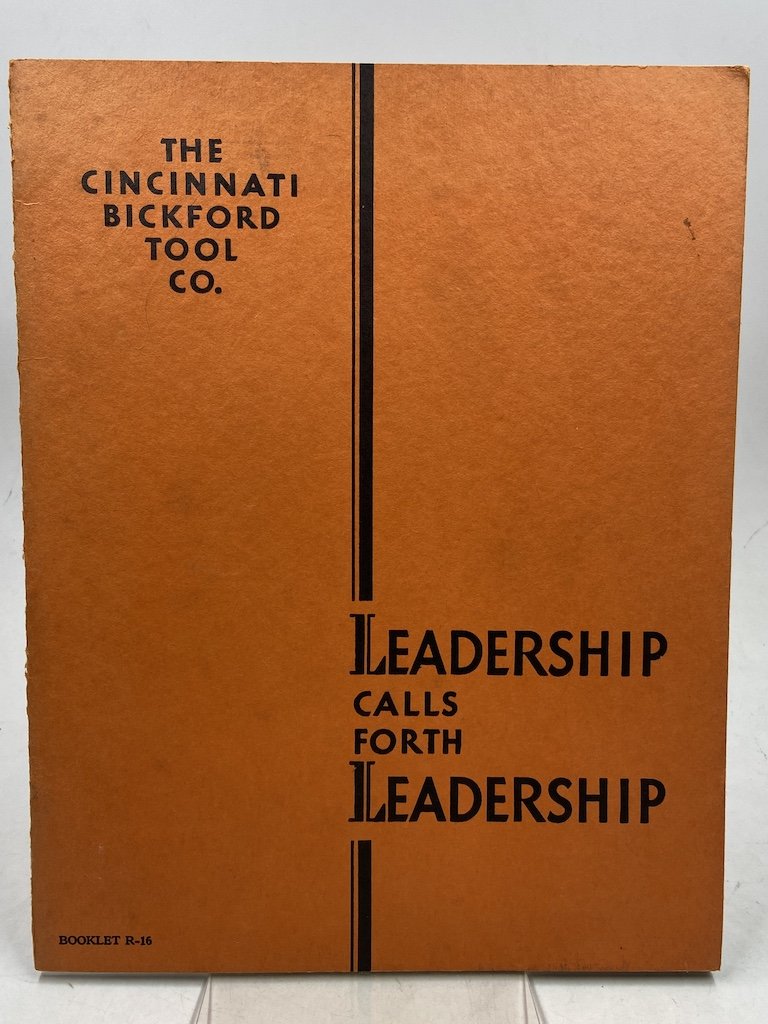 THE
CINCINNATI
BICKFORD
TOOL
CO.
LEADERSHIP
CALLS
FORTH
LEADERSHIP
BOOKLET R-16